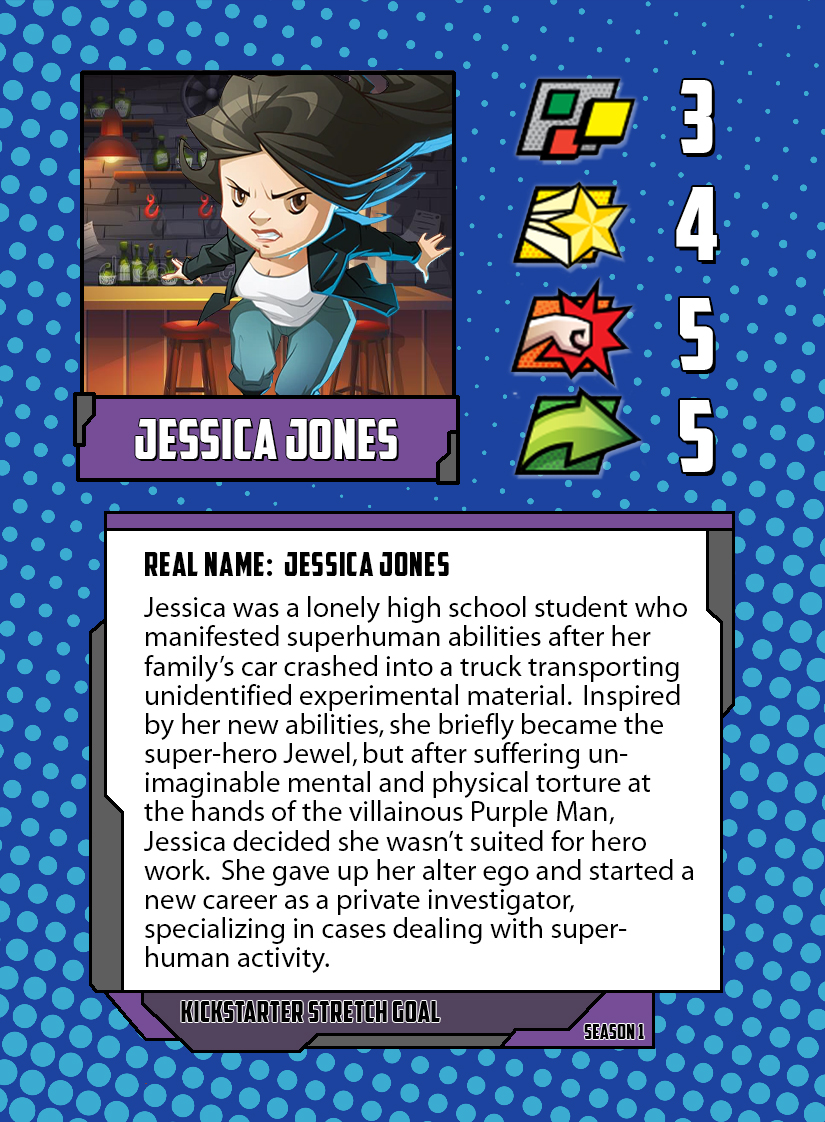 3
4
5
5
JESSICA JONES
REAL NAME: JESSICA JONES
Jessica was a lonely high school student who
manifested superhuman abilities after her
family's car crashed into a truck transporting
unidentified experimental material. Inspired
by her new abilities, she briefly became the
super-hero Jewel, but after suffering un-
imaginable mental and physical torture at
the hands of the villainous Purple Man,
Jessica decided she wasn't suited for hero
work. She gave up her alter ego and started a
new career as a private investigator,
specializing in cases dealing with super-
human activity.
KICKSTARTER STRETCH GOAL
SEASON 1